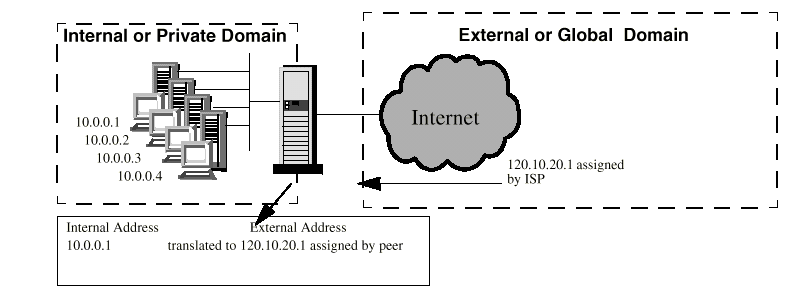 Internal or Private Domain
External or Global Domain
10.0.0.1
10.0.0.2
10.0.0.3
10.0.0.4
Internet
120.10.20.1 assigned
by ISP
Internal Address External Address
10.0.0.1 translated to 120.10.20.1 assigned by peer